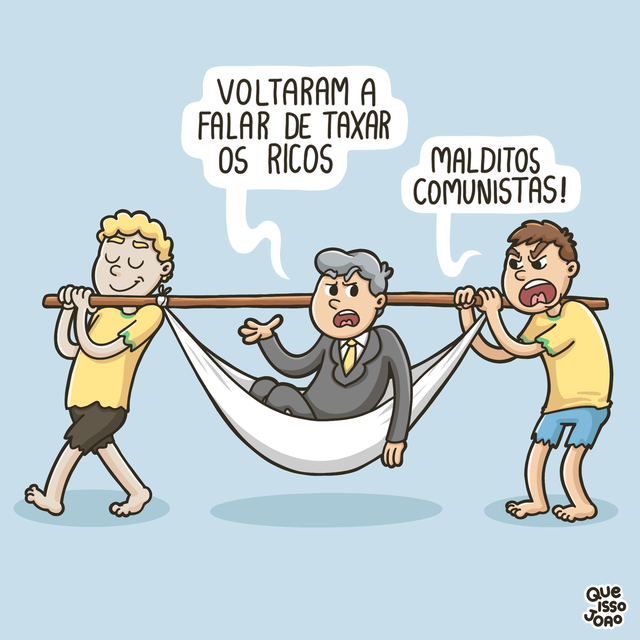 VOLTARAM A
FALAR DE TAXAR
OS RICOS
MALDITOS
COMUNISTAS!
QUE
ISSO
JOAO